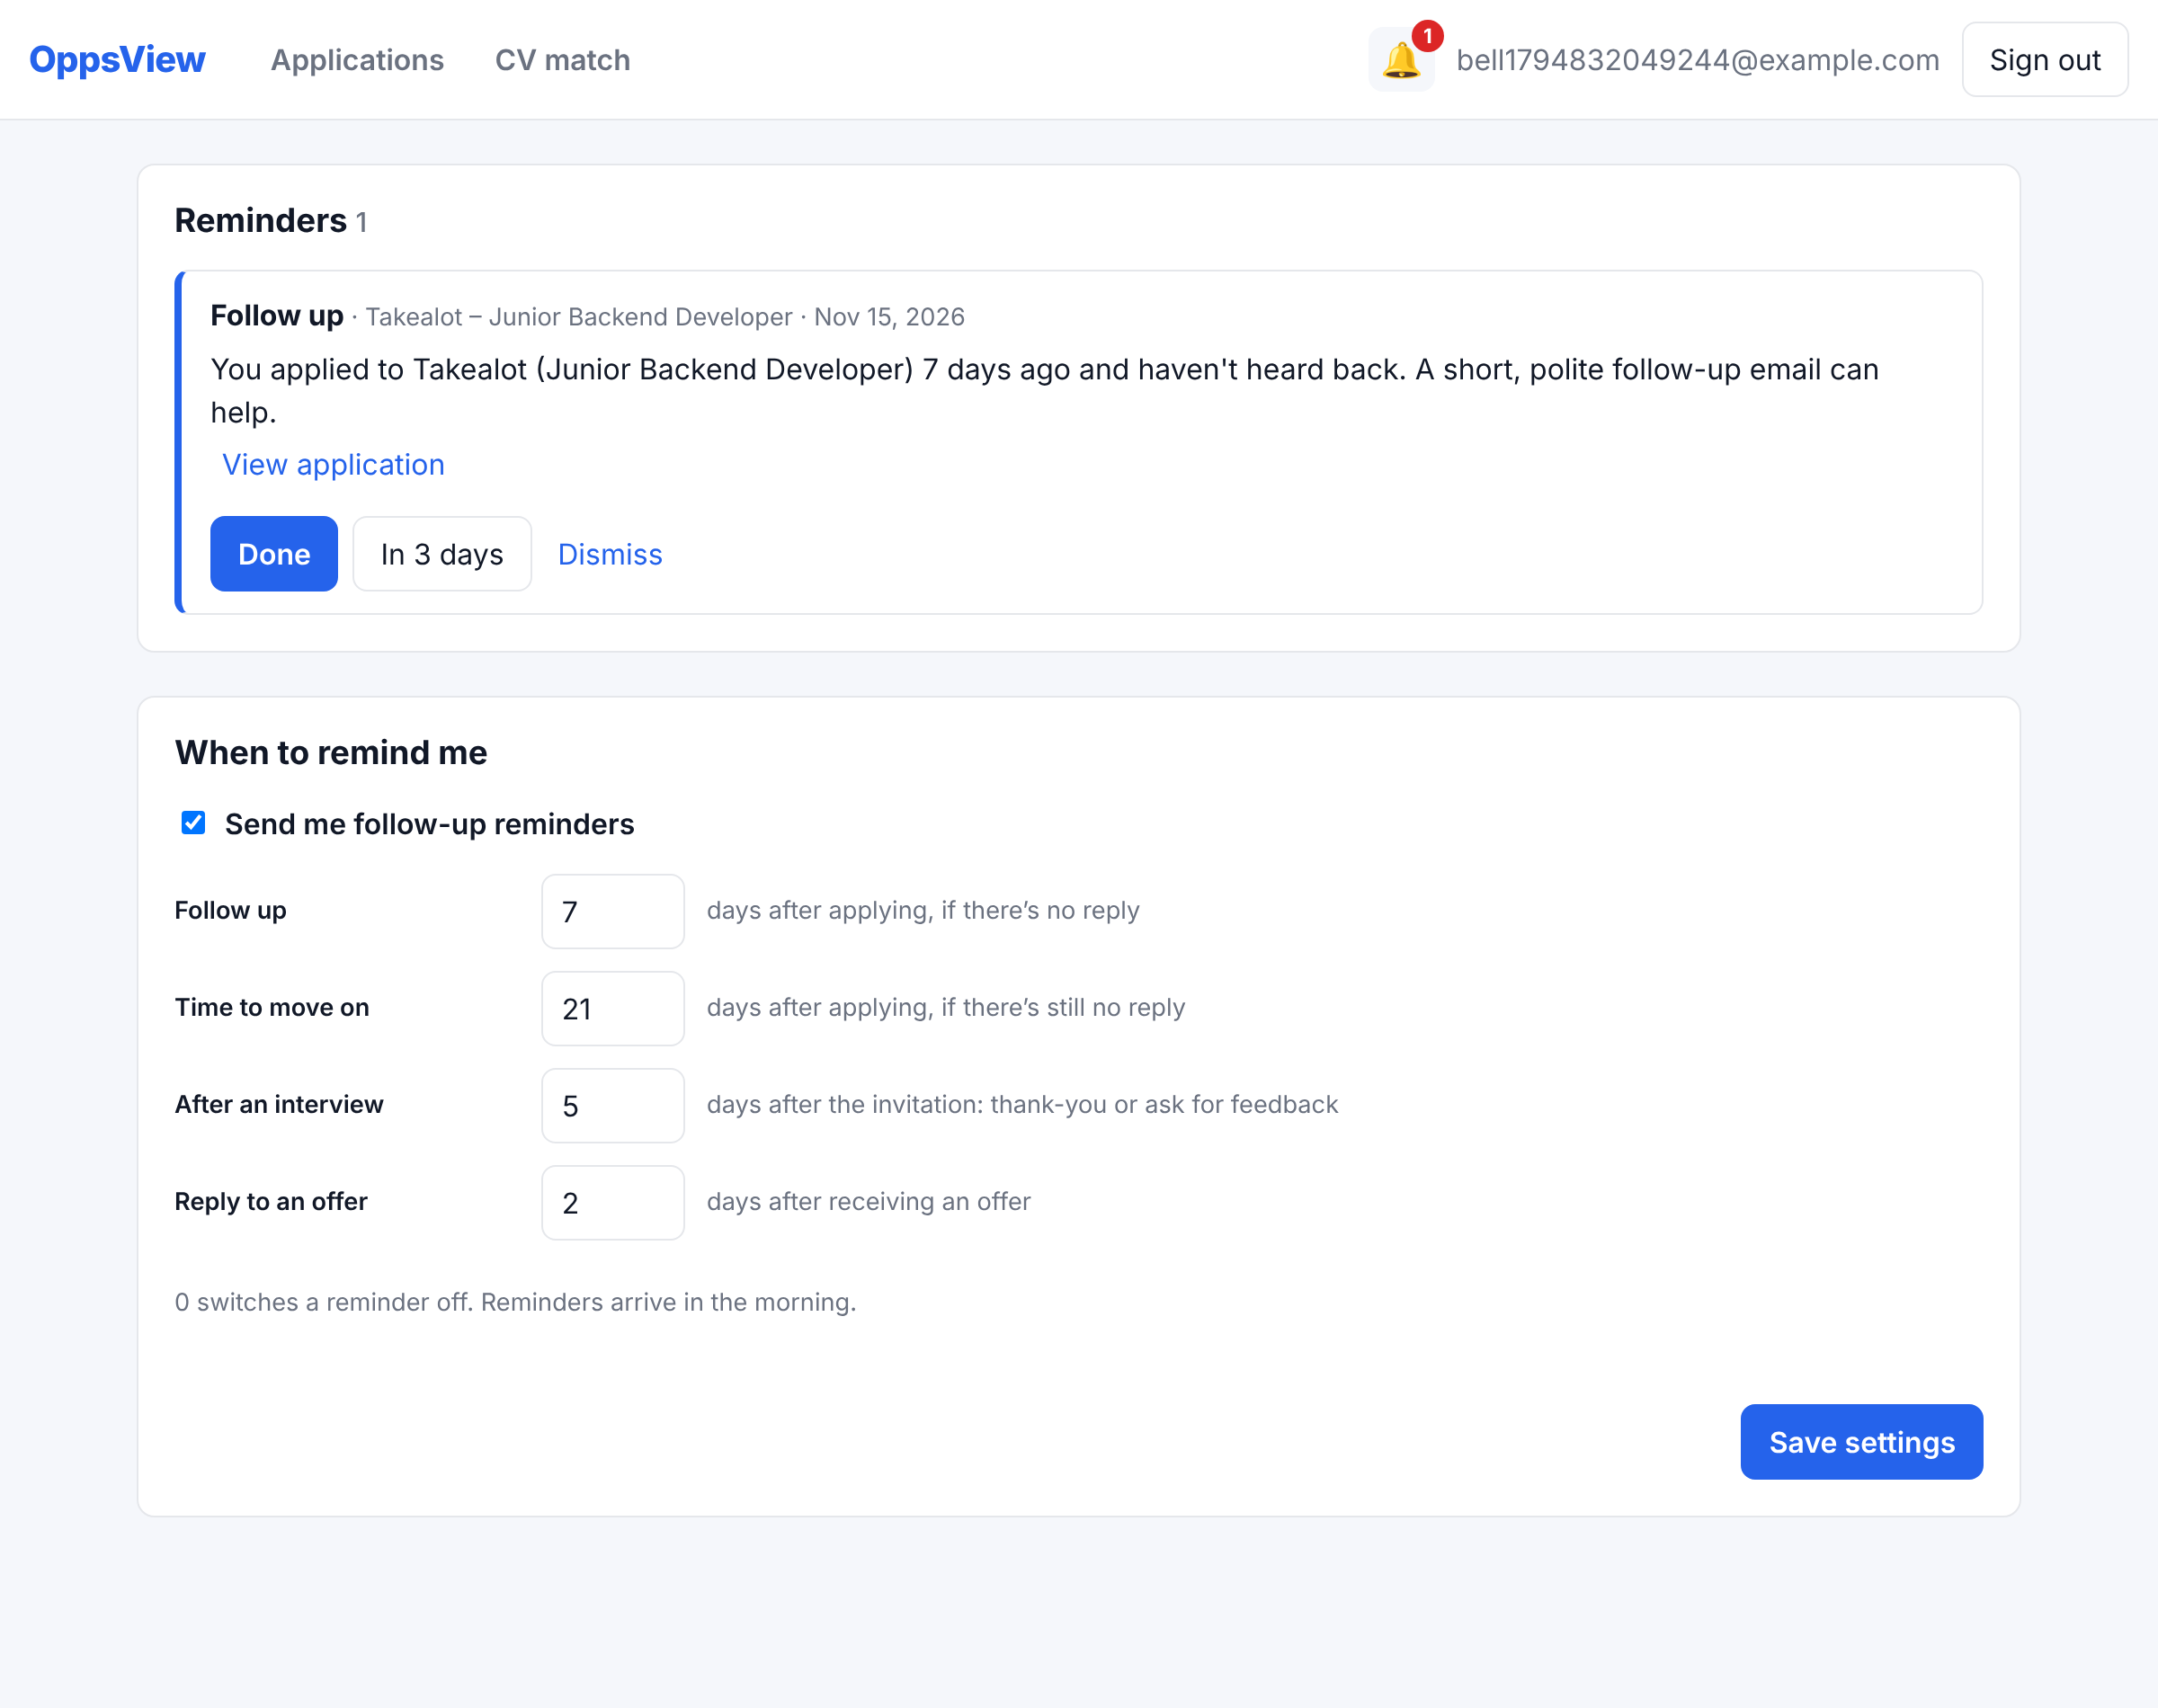 OppsView
Applications
CV match
1
bell1794832049244@example.com
Sign out
Reminders 1
Follow up · Takealot – Junior Backend Developer · Nov 15, 2026
You applied to Takealot (Junior Backend Developer) 7 days ago and haven't heard back. A short, polite follow-up email can
help.
View application
Done
In 3 days
Dismiss
When to remind me
Send me follow-up reminders
Follow up 7 days after applying, if there’s no reply
Time to move on 21 days after applying, if there’s still no reply
After an interview 5 days after the invitation: thank-you or ask for feedback
Reply to an offer 2 days after receiving an offer
0 switches a reminder off. Reminders arrive in the morning.
Save settings